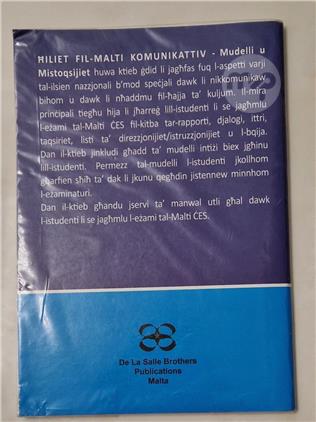 ĦILIET FIL-MALTI KOMUNIKATTIV - Mudelli u
Mistoqsijiet huwa ktieb ġdid li jagħfas fuq l-aspetti varji
tal-ilsien nazzjonali b'mod speċjali dawk li nikkomunikaw
bihom u dawk li nħaddmu fil-ħajja ta' kuljum. Il-mira
prinċipali tiegħu hija li jħarreġ lill-istudenti li se jagħmlu
l-eżami tal-Malti ĊES fil-kitba tar-rapporti, djalogi, ittri,
taqsiriet, listi ta' direzzjonijiet/istruzzjonijiet u l-bqija.
Dan il-ktieb jinkludi għadd ta' mudelli intiżi biex jgħinu
lill-istudenti. Permezz tal-mudelli l-istudenti jkollhom
għarfien sħiħ ta' dak li jkunu qegħdin jistennew minnhom
l-eżaminaturi.
Dan il-ktieb għandu jservi ta' manwal utli għal dawk
l-istudenti li se jagħmlu l-eżami tal-Malti ĊES.
De La Salle Brothers
Publications
Malta